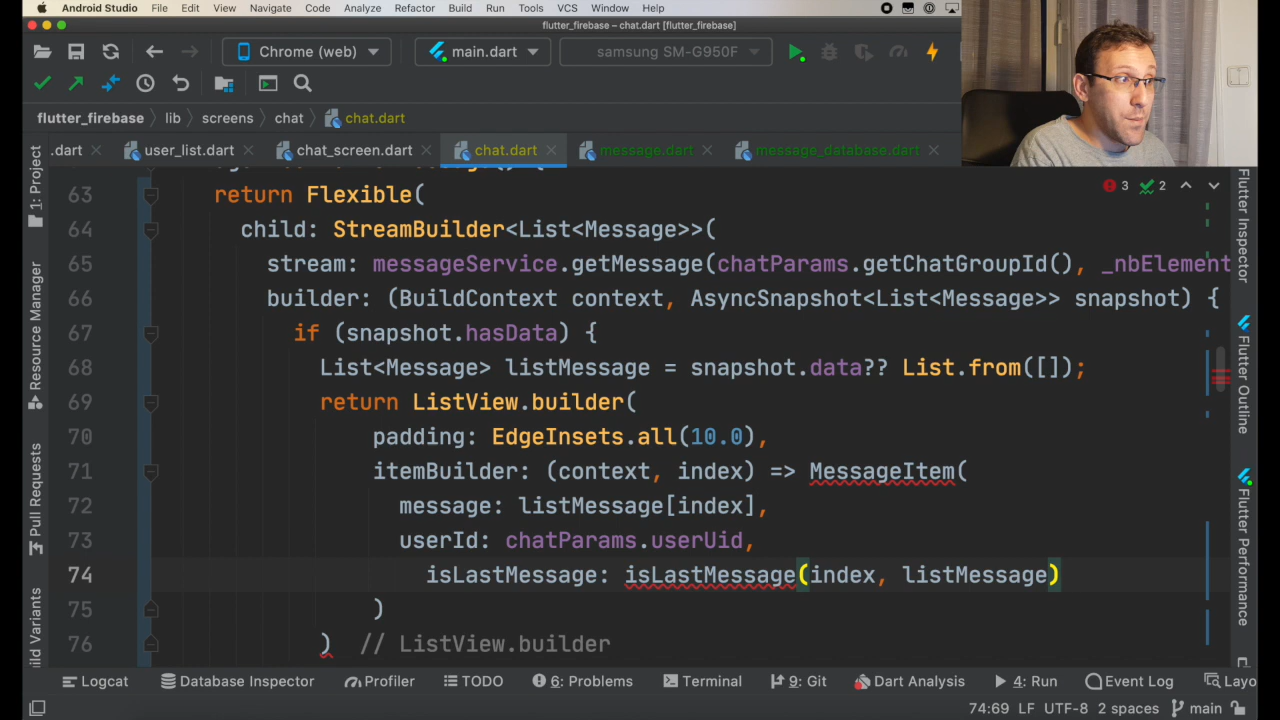 Android Studio File Edit View Navigate Code Analyze Refactor Build Run Tools VCS Window Help
flutter_firebase – chat.dart [flutter_firebase]
Chrome (web) main.dart samsung SM-G950F
flutter_firebase lib screens chat chat.dart
.dart user_list.dart chat_screen.dart chat.dart message.dart message_database.dart
63 return Flexible(
3 2
64 child: StreamBuilder<List<Message>>(
65 stream: messageService.getMessage(chatParams.getChatGroupId(), _nbElement
66 builder: (BuildContext context, AsyncSnapshot<List<Message>> snapshot) {
67 if (snapshot.hasData) {
68 List<Message> listMessage = snapshot.data?? List.from([]);
69 return ListView.builder(
70 padding: EdgeInsets.all(10.0),
71 itemBuilder: (context, index) => MessageItem(
72 message: listMessage[index],
73 userId: chatParams.userUid,
74 isLastMessage: isLastMessage(index, listMessage)
75 )
76 ) // ListView.builder
1: Project
Resource Manager
Pull Requests
ild Variants
Flutter Inspector
Flutter Outline
Flutter Performance
Logcat Database Inspector Profiler TODO 6: Problems Terminal 9: Git Dart Analysis 4: Run Event Log Layo
74:69 LF UTF-8 2 spaces main